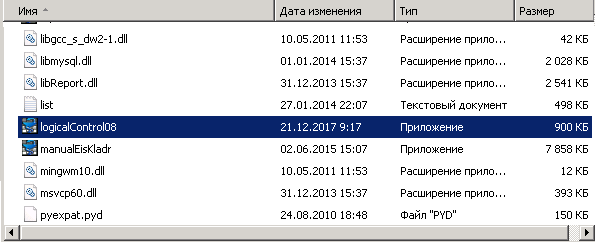 Имя Дата изменения Тип Размер
libgcc_s_dw2-1.dll 10.05.2011 11:53 Расширение прило... 42 КБ
libmysql.dll 01.01.2014 15:37 Расширение прило... 2 028 КБ
libReport.dll 31.12.2013 15:37 Расширение прило... 2 541 КБ
list 27.01.2014 22:07 Текстовый документ 498 КБ
logicalControl08 21.12.2017 9:17 Приложение 900 КБ
manualEisKladr 02.06.2015 15:07 Приложение 7 858 КБ
mingwm10.dll 10.05.2011 11:53 Расширение прило... 12 КБ
msvcp60.dll 31.12.2013 15:37 Расширение прило... 393 КБ
pyexpat.pyd 24.08.2010 18:48 Файл "PYD" 150 КБ